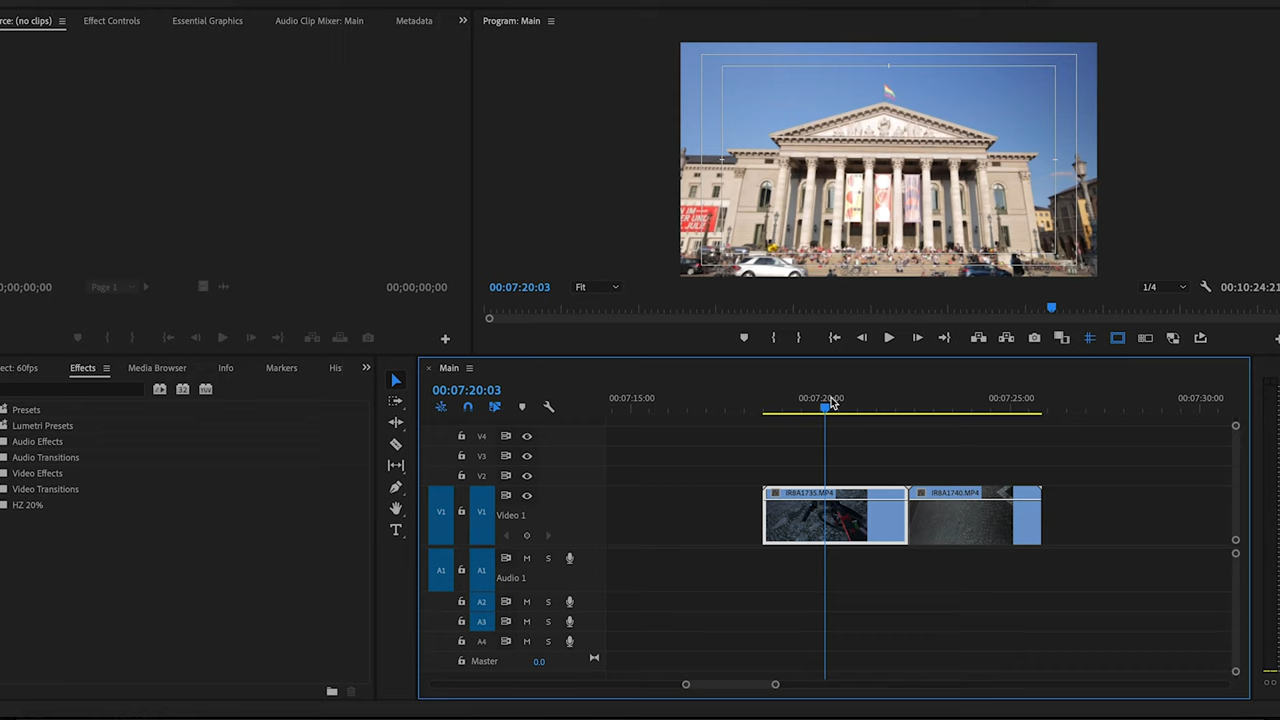 rce: (no clips)
Effect Controls
Essential Graphics
Audio Clip Mixer: Main
Metadata
Program: Main
IM
UND
JULI
0;00;00;00
Page 1
00;00;00;00
00:07:20:03
Fit
1/4
00:10:24:21
ect: 60fps
Effects
Media Browser
Info
Markers
His
32
YUV
Presets
Lumetri Presets
Audio Effects
Audio Transitions
Video Effects
Video Transitions
HZ 20%
Main
00:07:20:03
00:07:15:00
00:07:20:00
00:07:25:00
00:07:30:00
V4
V3
V2
V1
V1
Video 1
IR8A1735.MP4
IR8A1740.MP4
A1
A1
M
S
Audio 1
A2
M
S
A3
M
S
A4
M
S
Master
0.0